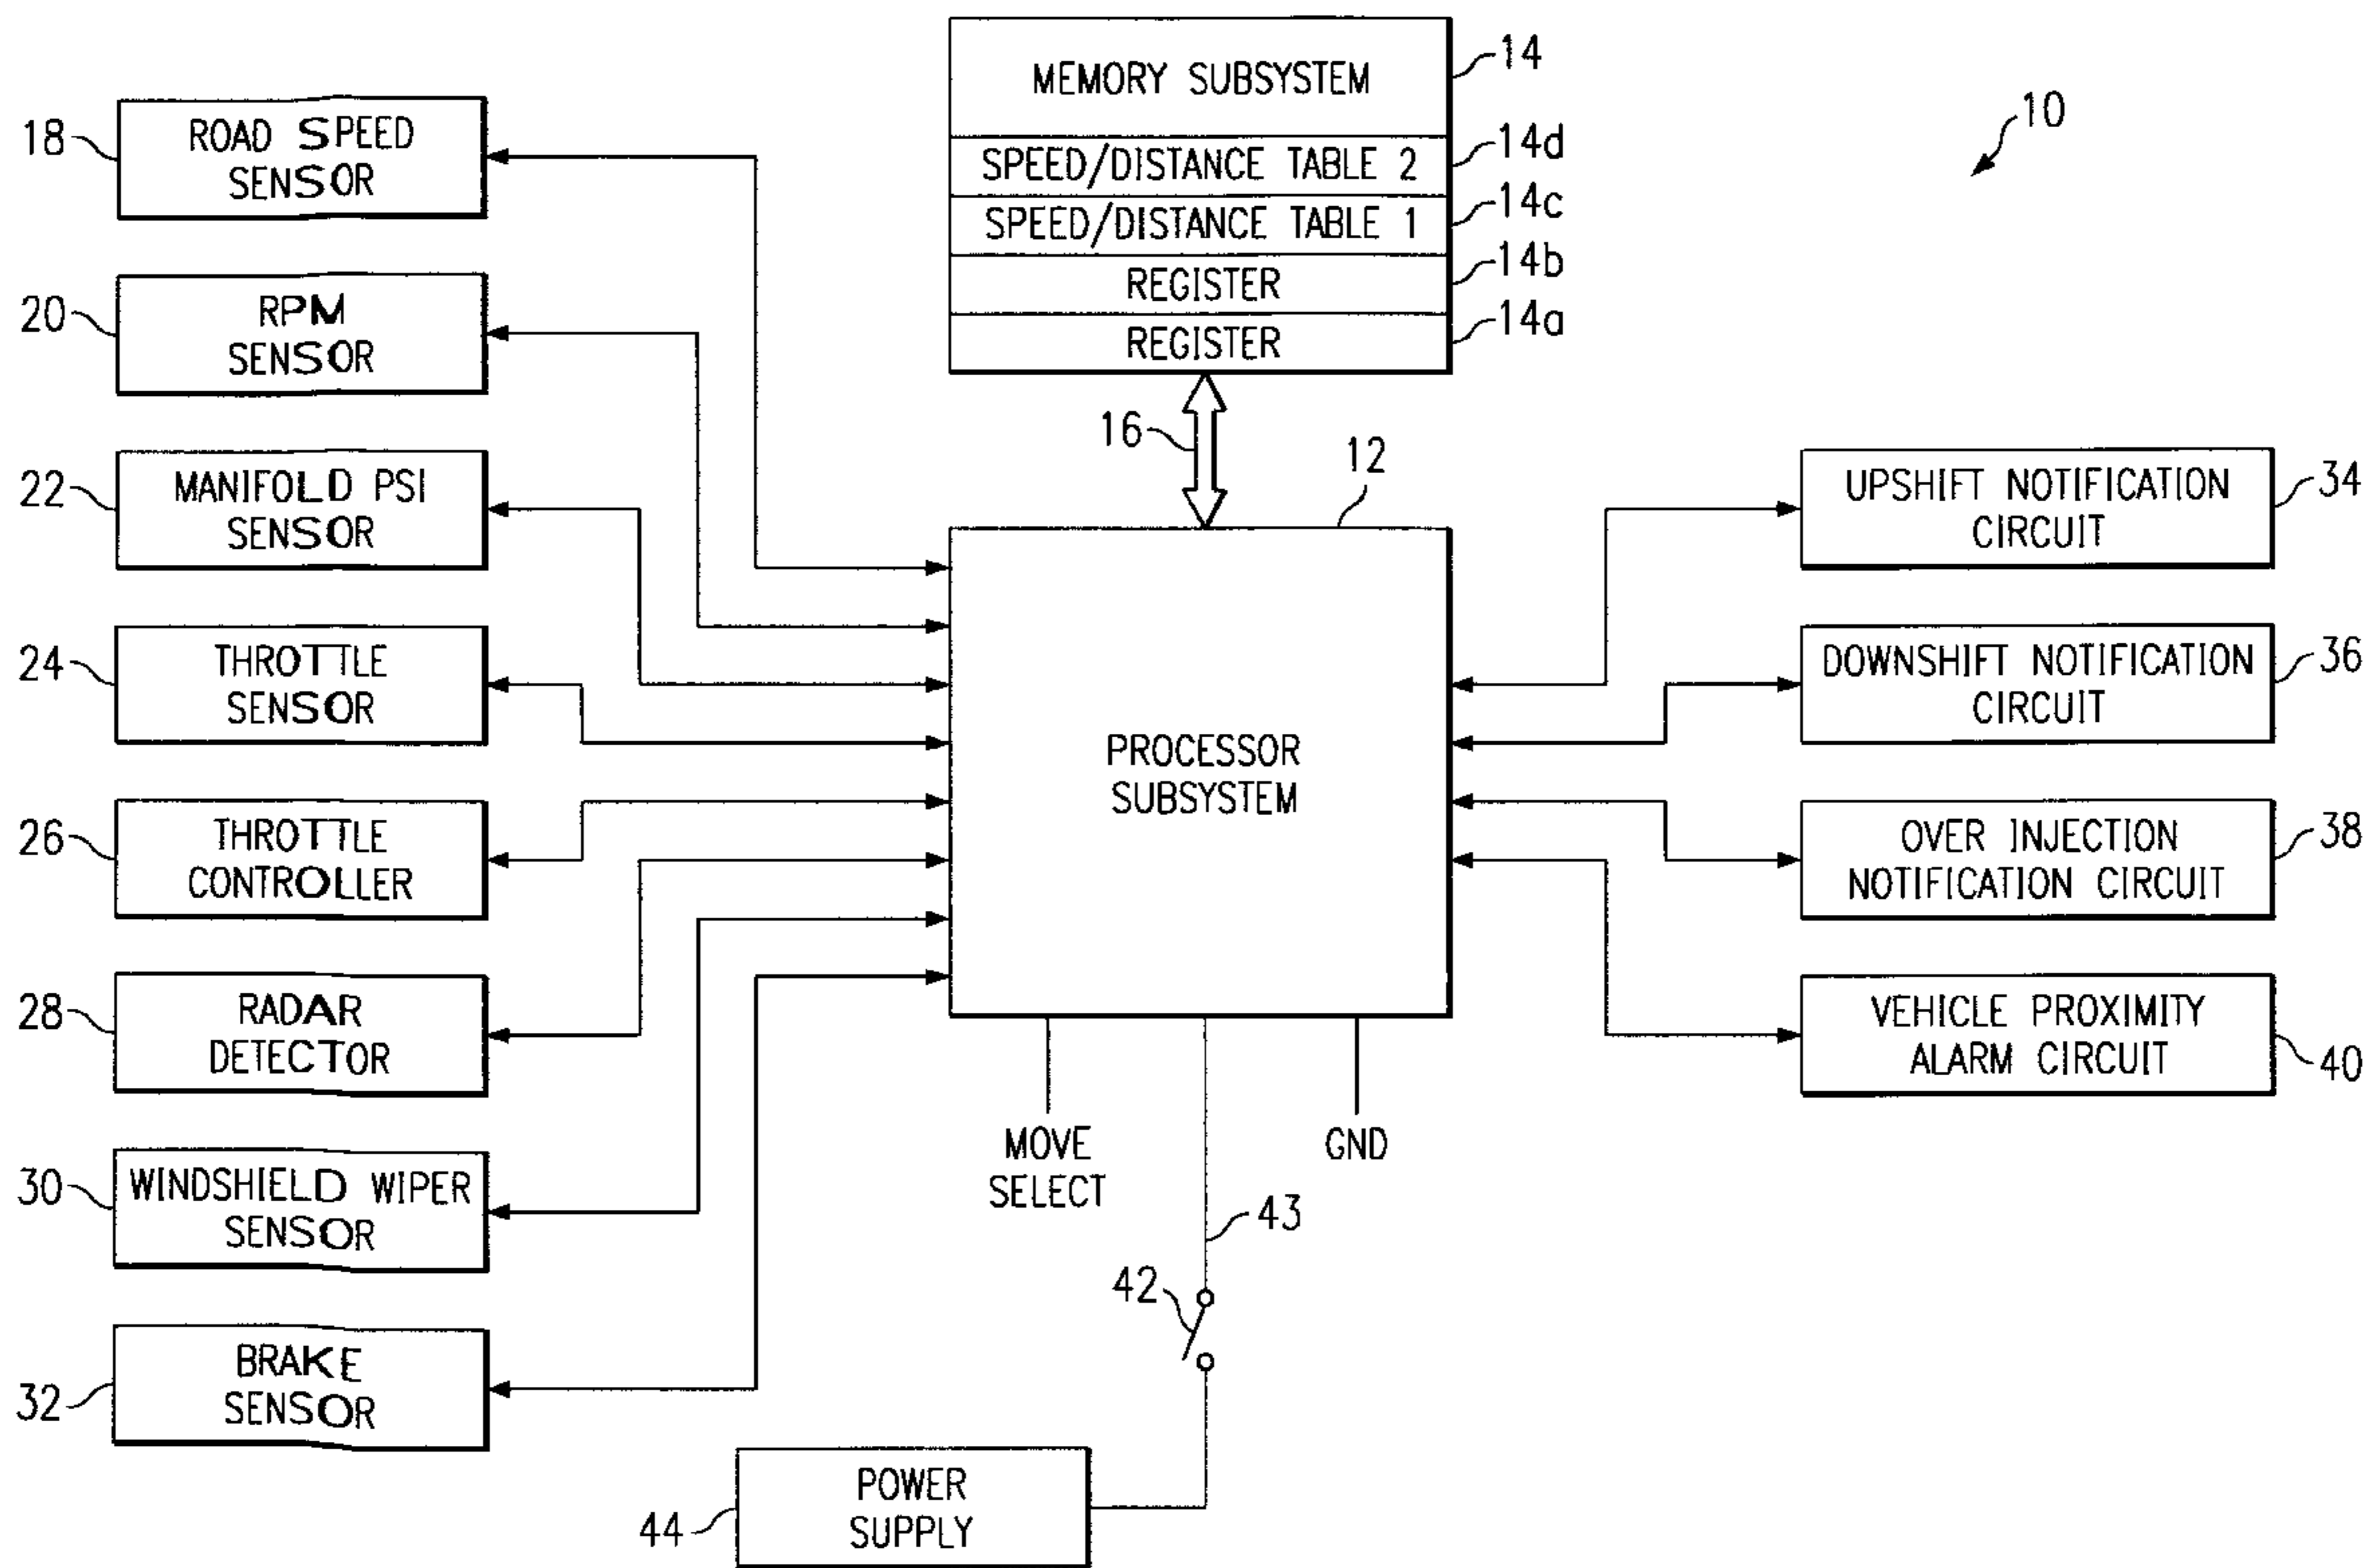 MEMORY SUBSYSTEM
14
SPEED/DISTANCE TABLE 2
14d
SPEED/DISTANCE TABLE 1
14c
REGISTER
14b
REGISTER
14a
10
16
12
18
ROAD SPEED
SENSOR
20
RPM
SENSOR
22
MANIFOLD PSI
SENSOR
24
THROTTLE
SENSOR
26
THROTTLE
CONTROLLER
28
RADAR
DETECTOR
30
WINDSHIELD WIPER
SENSOR
32
BRAKE
SENSOR
PROCESSOR
SUBSYSTEM
UPSHIFT NOTIFICATION
CIRCUIT
34
DOWNSHIFT NOTIFICATION
CIRCUIT
36
OVER INJECTION
NOTIFICATION CIRCUIT
38
VEHICLE PROXIMITY
ALARM CIRCUIT
40
MOVE
SELECT
GND
43
42
44
POWER
SUPPLY